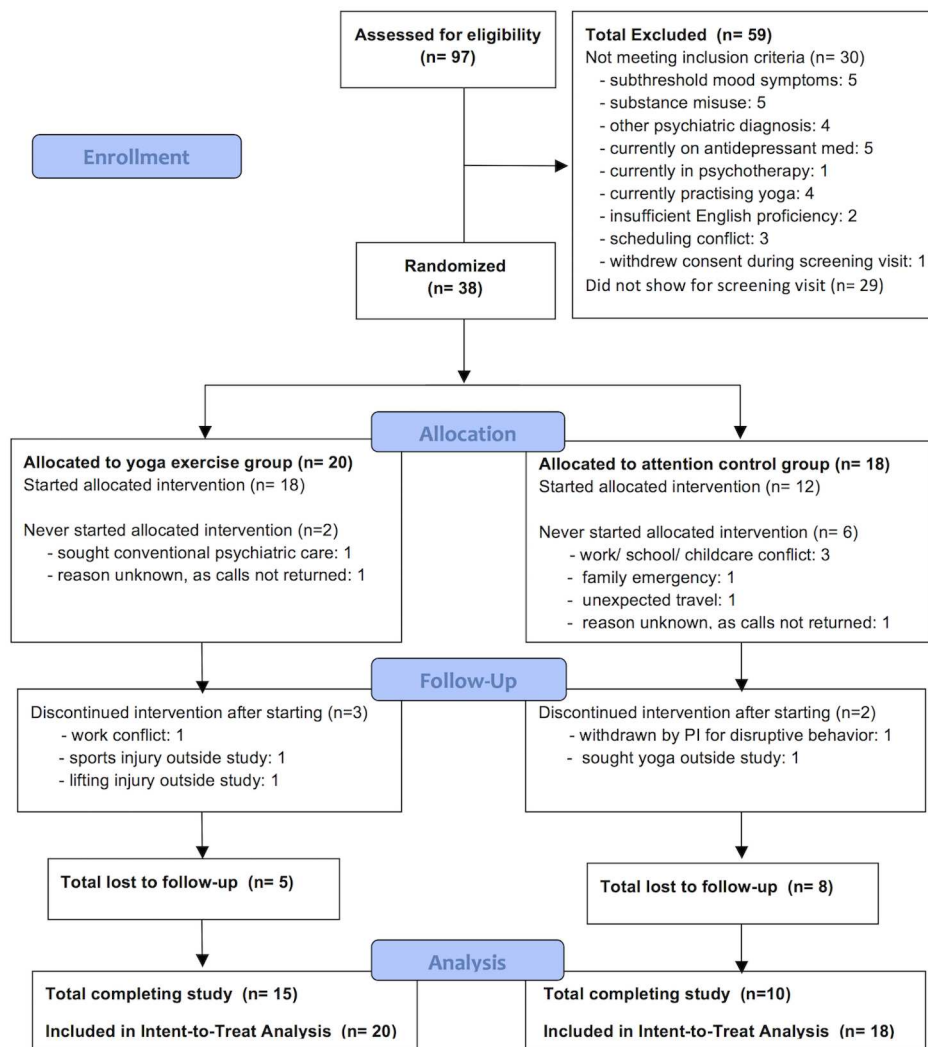 Assessed for eligibility
(n= 97)
Total Excluded (n= 59)
Not meeting inclusion criteria (n= 30)
- subthreshold mood symptoms: 5
- substance misuse: 5
- other psychiatric diagnosis: 4
- currently on antidepressant med: 5
- currently in psychotherapy: 1
- currently practising yoga: 4
- insufficient English proficiency: 2
- scheduling conflict: 3
- withdrew consent during screening visit: 1
Did not show for screening visit (n= 29)
Enrollment
Randomized
(n= 38)
Allocation
Allocated to yoga exercise group (n= 20)
Started allocated intervention (n= 18)
Never started allocated intervention (n=2)
- sought conventional psychiatric care: 1
- reason unknown, as calls not returned: 1
Allocated to attention control group (n= 18)
Started allocated intervention (n= 12)
Never started allocated intervention (n= 6)
- work/ school/ childcare conflict: 3
- family emergency: 1
- unexpected travel: 1
- reason unknown, as calls not returned: 1
Follow-Up
Discontinued intervention after starting (n=3)
- work conflict: 1
- sports injury outside study: 1
- lifting injury outside study: 1
Discontinued intervention after starting (n=2)
- withdrawn by PI for disruptive behavior: 1
- sought yoga outside study: 1
Total lost to follow-up (n= 5)
Total lost to follow-up (n= 8)
Analysis
Total completing study (n= 15)
Included in Intent-to-Treat Analysis (n= 20)
Total completing study (n=10)
Included in Intent-to-Treat Analysis (n= 18)